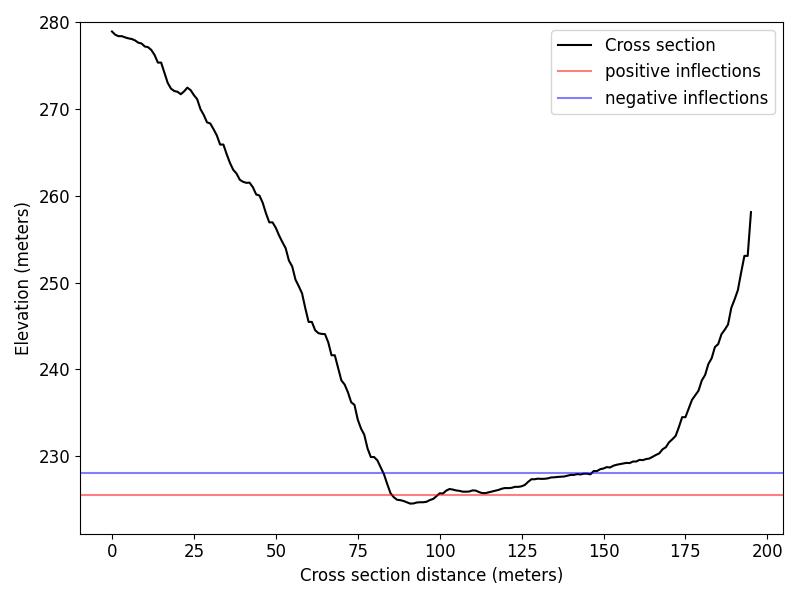 280
270
260
250
240
230
Elevation (meters)
Cross section
positive inflections
negative inflections
0 25 50 75 100 125 150 175 200
Cross section distance (meters)